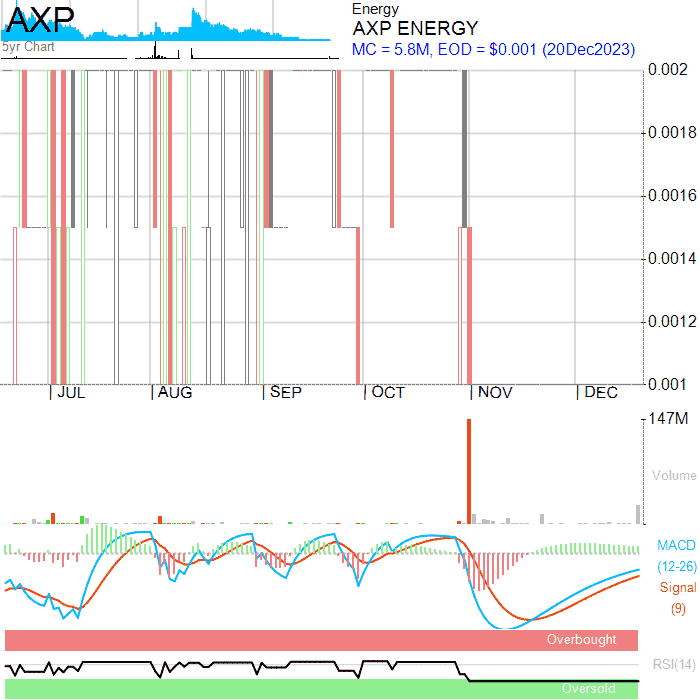 AXP
5yr Chart
Energy
AXP ENERGY
MC = 5.8M, EOD = $0.001 (20Dec2023)
0.002
0.0018
0.0016
0.0014
0.0012
0.001
JUL AUG SEP OCT NOV DEC
147M
Volume
MACD
(12-26)
Signal
(9)
Overbought
RSI(14)
Oversold